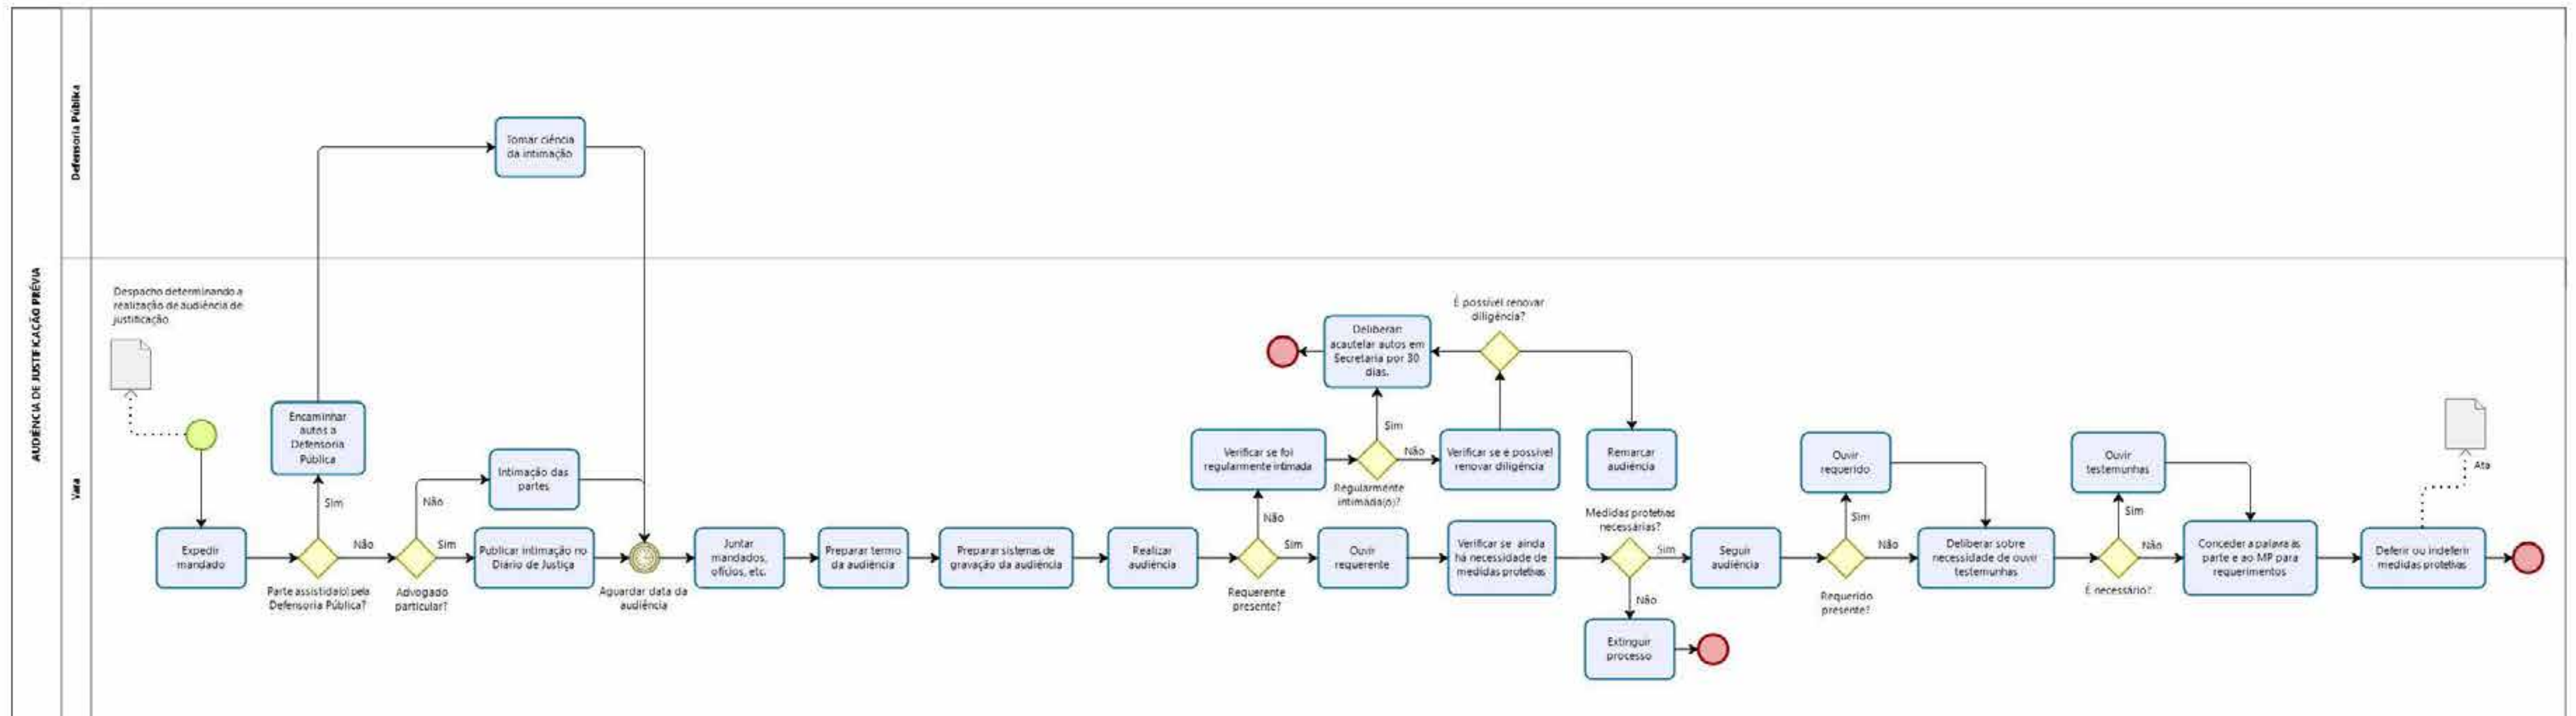 AUDIÊNCIA DE JUSTIFICAÇÃO PRÉVIA
Defensoria Pública
Vara
Tomar ciência
da intimação
Despacho determinando a
realização de audiência de
justificação
Encaminhar
autos a
Defensoria
Pública
Sim
Expedir
mandado
Parte assistida(o) pela
Defensoria Pública?
Não
Advogado
particular?
Não
Intimação das
partes
Sim
Publicar intimação no
Diário de Justiça
Aguardar data da
audiência
Juntar
mandados,
ofícios, etc.
Preparar termo
da audiência
Preparar sistemas de
gravação da audiência
Realizar
audiência
Requerente
presente?
Não
Verificar se foi
regularmente intimada
Regularmente
intimada(o)?
Sim
Deliberar:
acautelar autos em
Secretaria por 30
dias.
Não
Verificar se é possível
renovar diligência
É possível renovar
diligência?
Remarcar
audiência
Sim
Ouvir
requerente
Verificar se ainda
há necessidade de
medidas protetivas
Medidas protetivas
necessárias?
Não
Extinguir
processo
Sim
Seguir
audiência
Requerido
presente?
Sim
Ouvir
requerido
Não
Deliberar sobre
necessidade de ouvir
testemunhas
É necessário?
Sim
Ouvir
testemunhas
Não
Conceder a palavra às
parte e ao MP para
requerimentos
Deferir ou indeferir
medidas protetivas
Ata